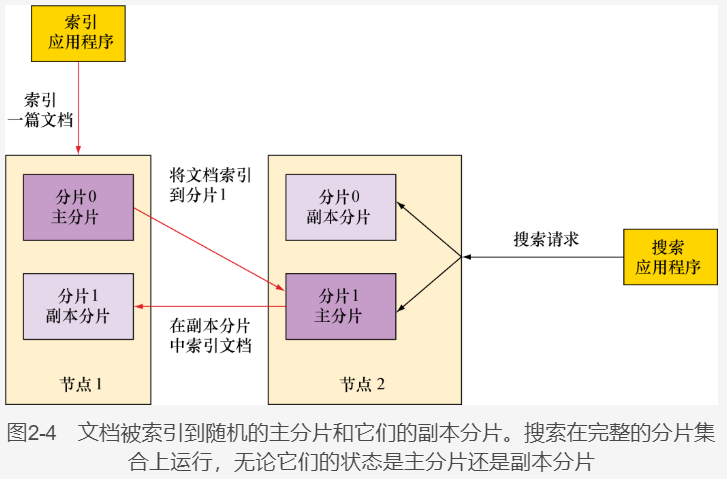 索引
应用程序
索引
一篇文档
将文档索引
到分片1
分片0
主分片
分片0
副本分片
搜索请求
搜索
应用程序
分片1
副本分片
分片1
主分片
在副本分片
中索引文档
节点 1
节点 2
图2-4　文档被索引到随机的主分片和它们的副本分片。搜索在完整的分片集
合上运行，无论它们的状态是主分片还是副本分片